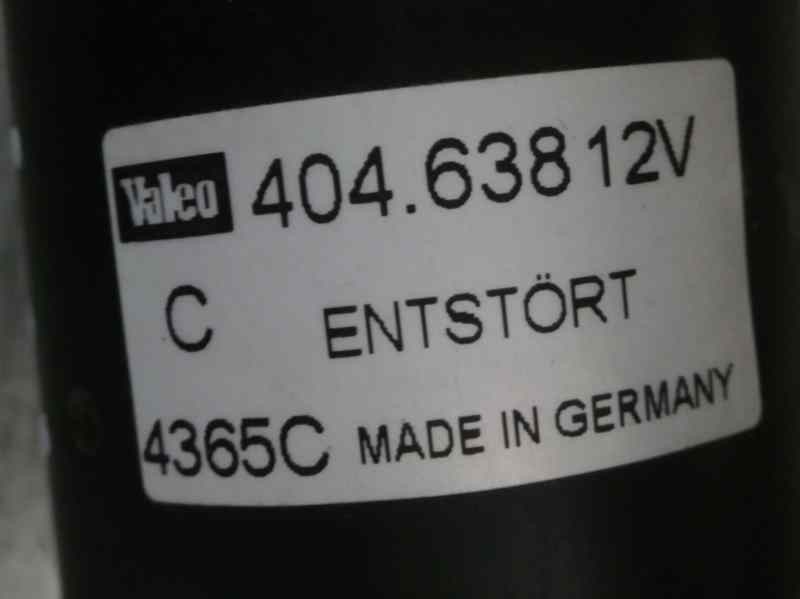 Valeo 404.638 12V
C ENTSTÖRT
4365C MADE IN GERMANY